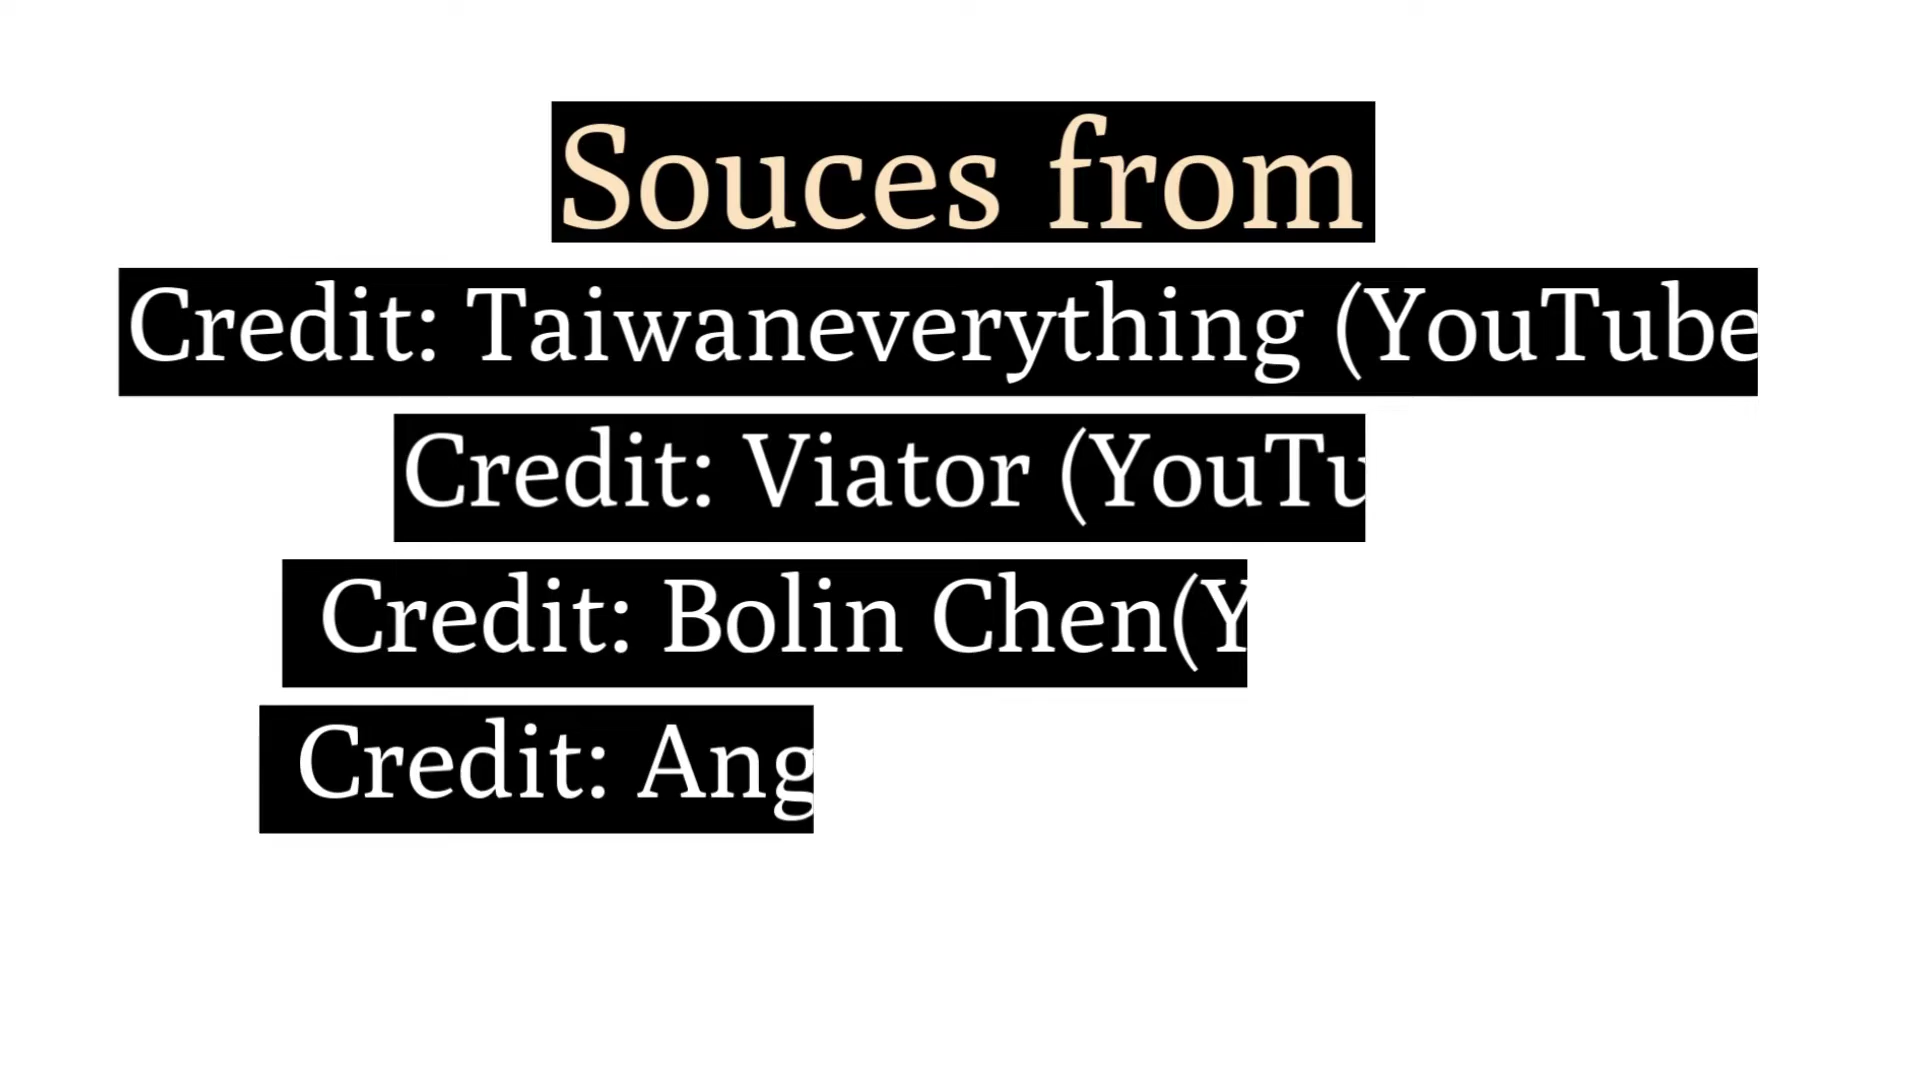 Souces from
Credit: Taiwaneverything (YouTube
Credit: Viator (YouTu
Credit: Bolin Chen(Y
Credit: Ang